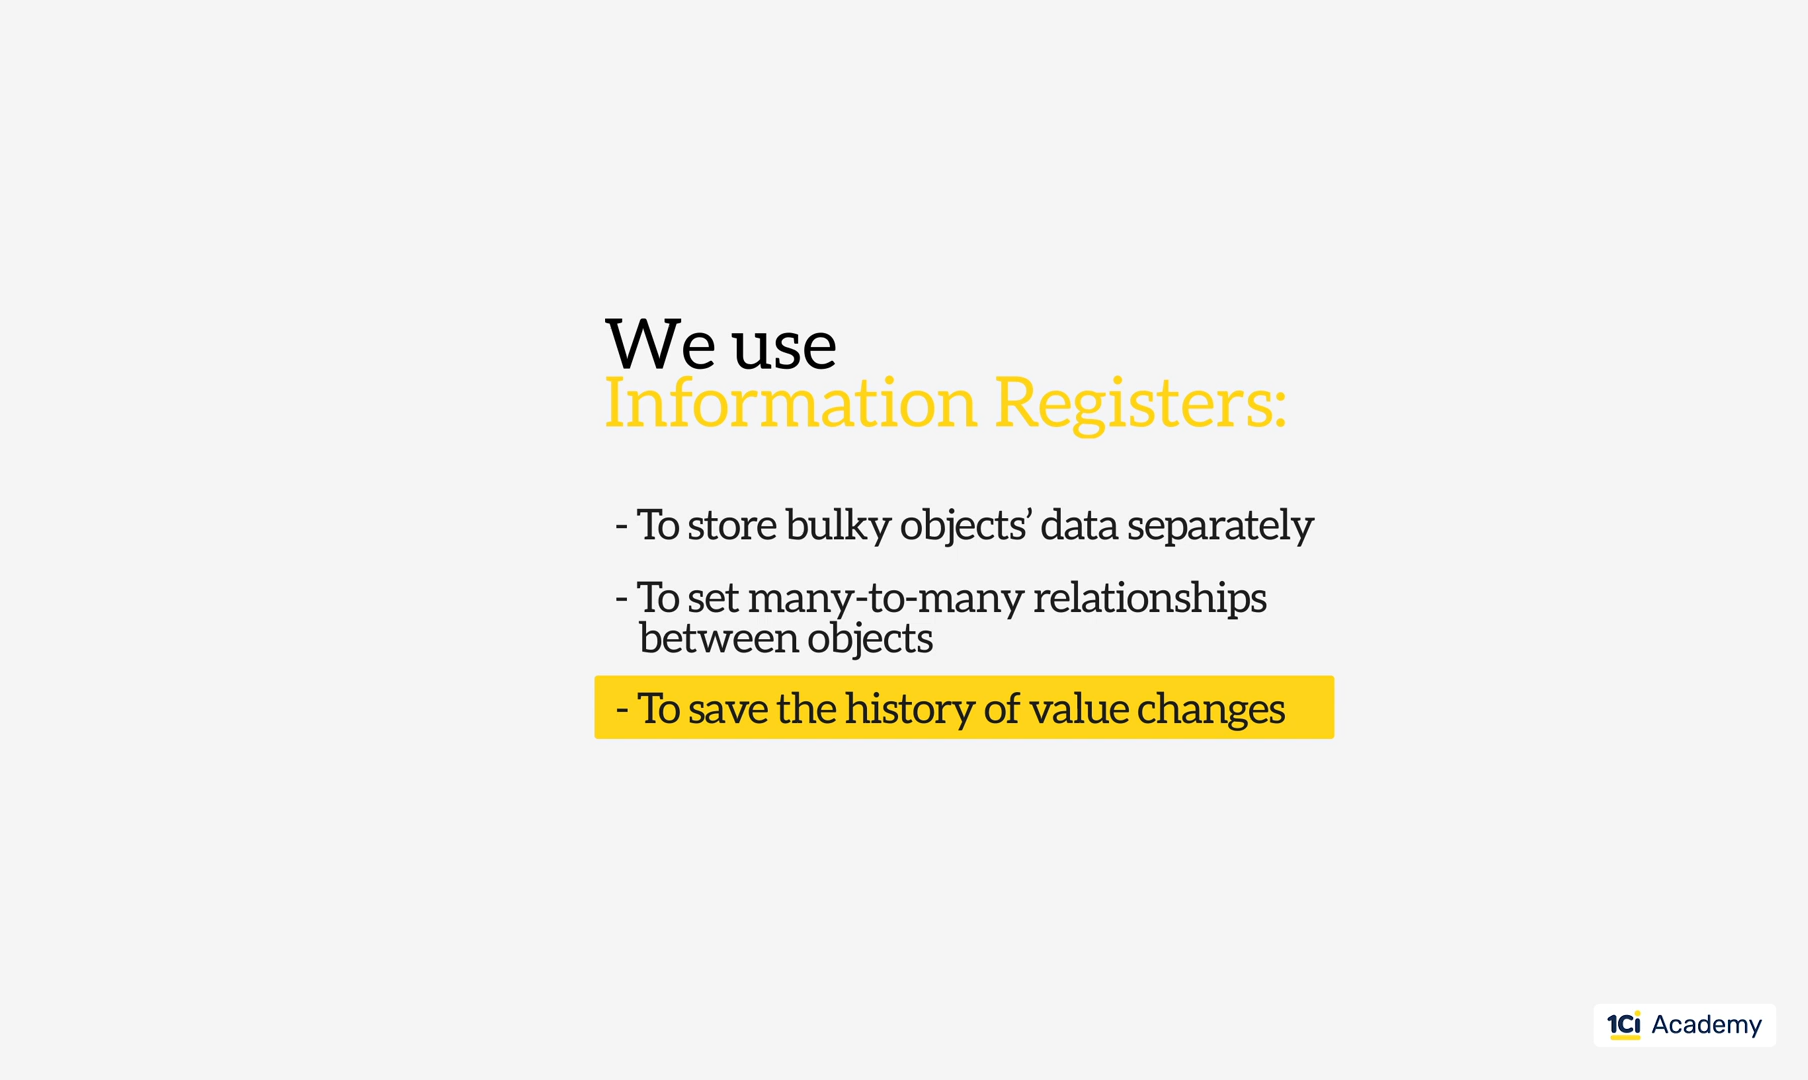 We use
Information Registers:
- To store bulky objects’ data separately
- To set many-to-many relationships
between objects
- To save the history of value changes
1Ci Academy